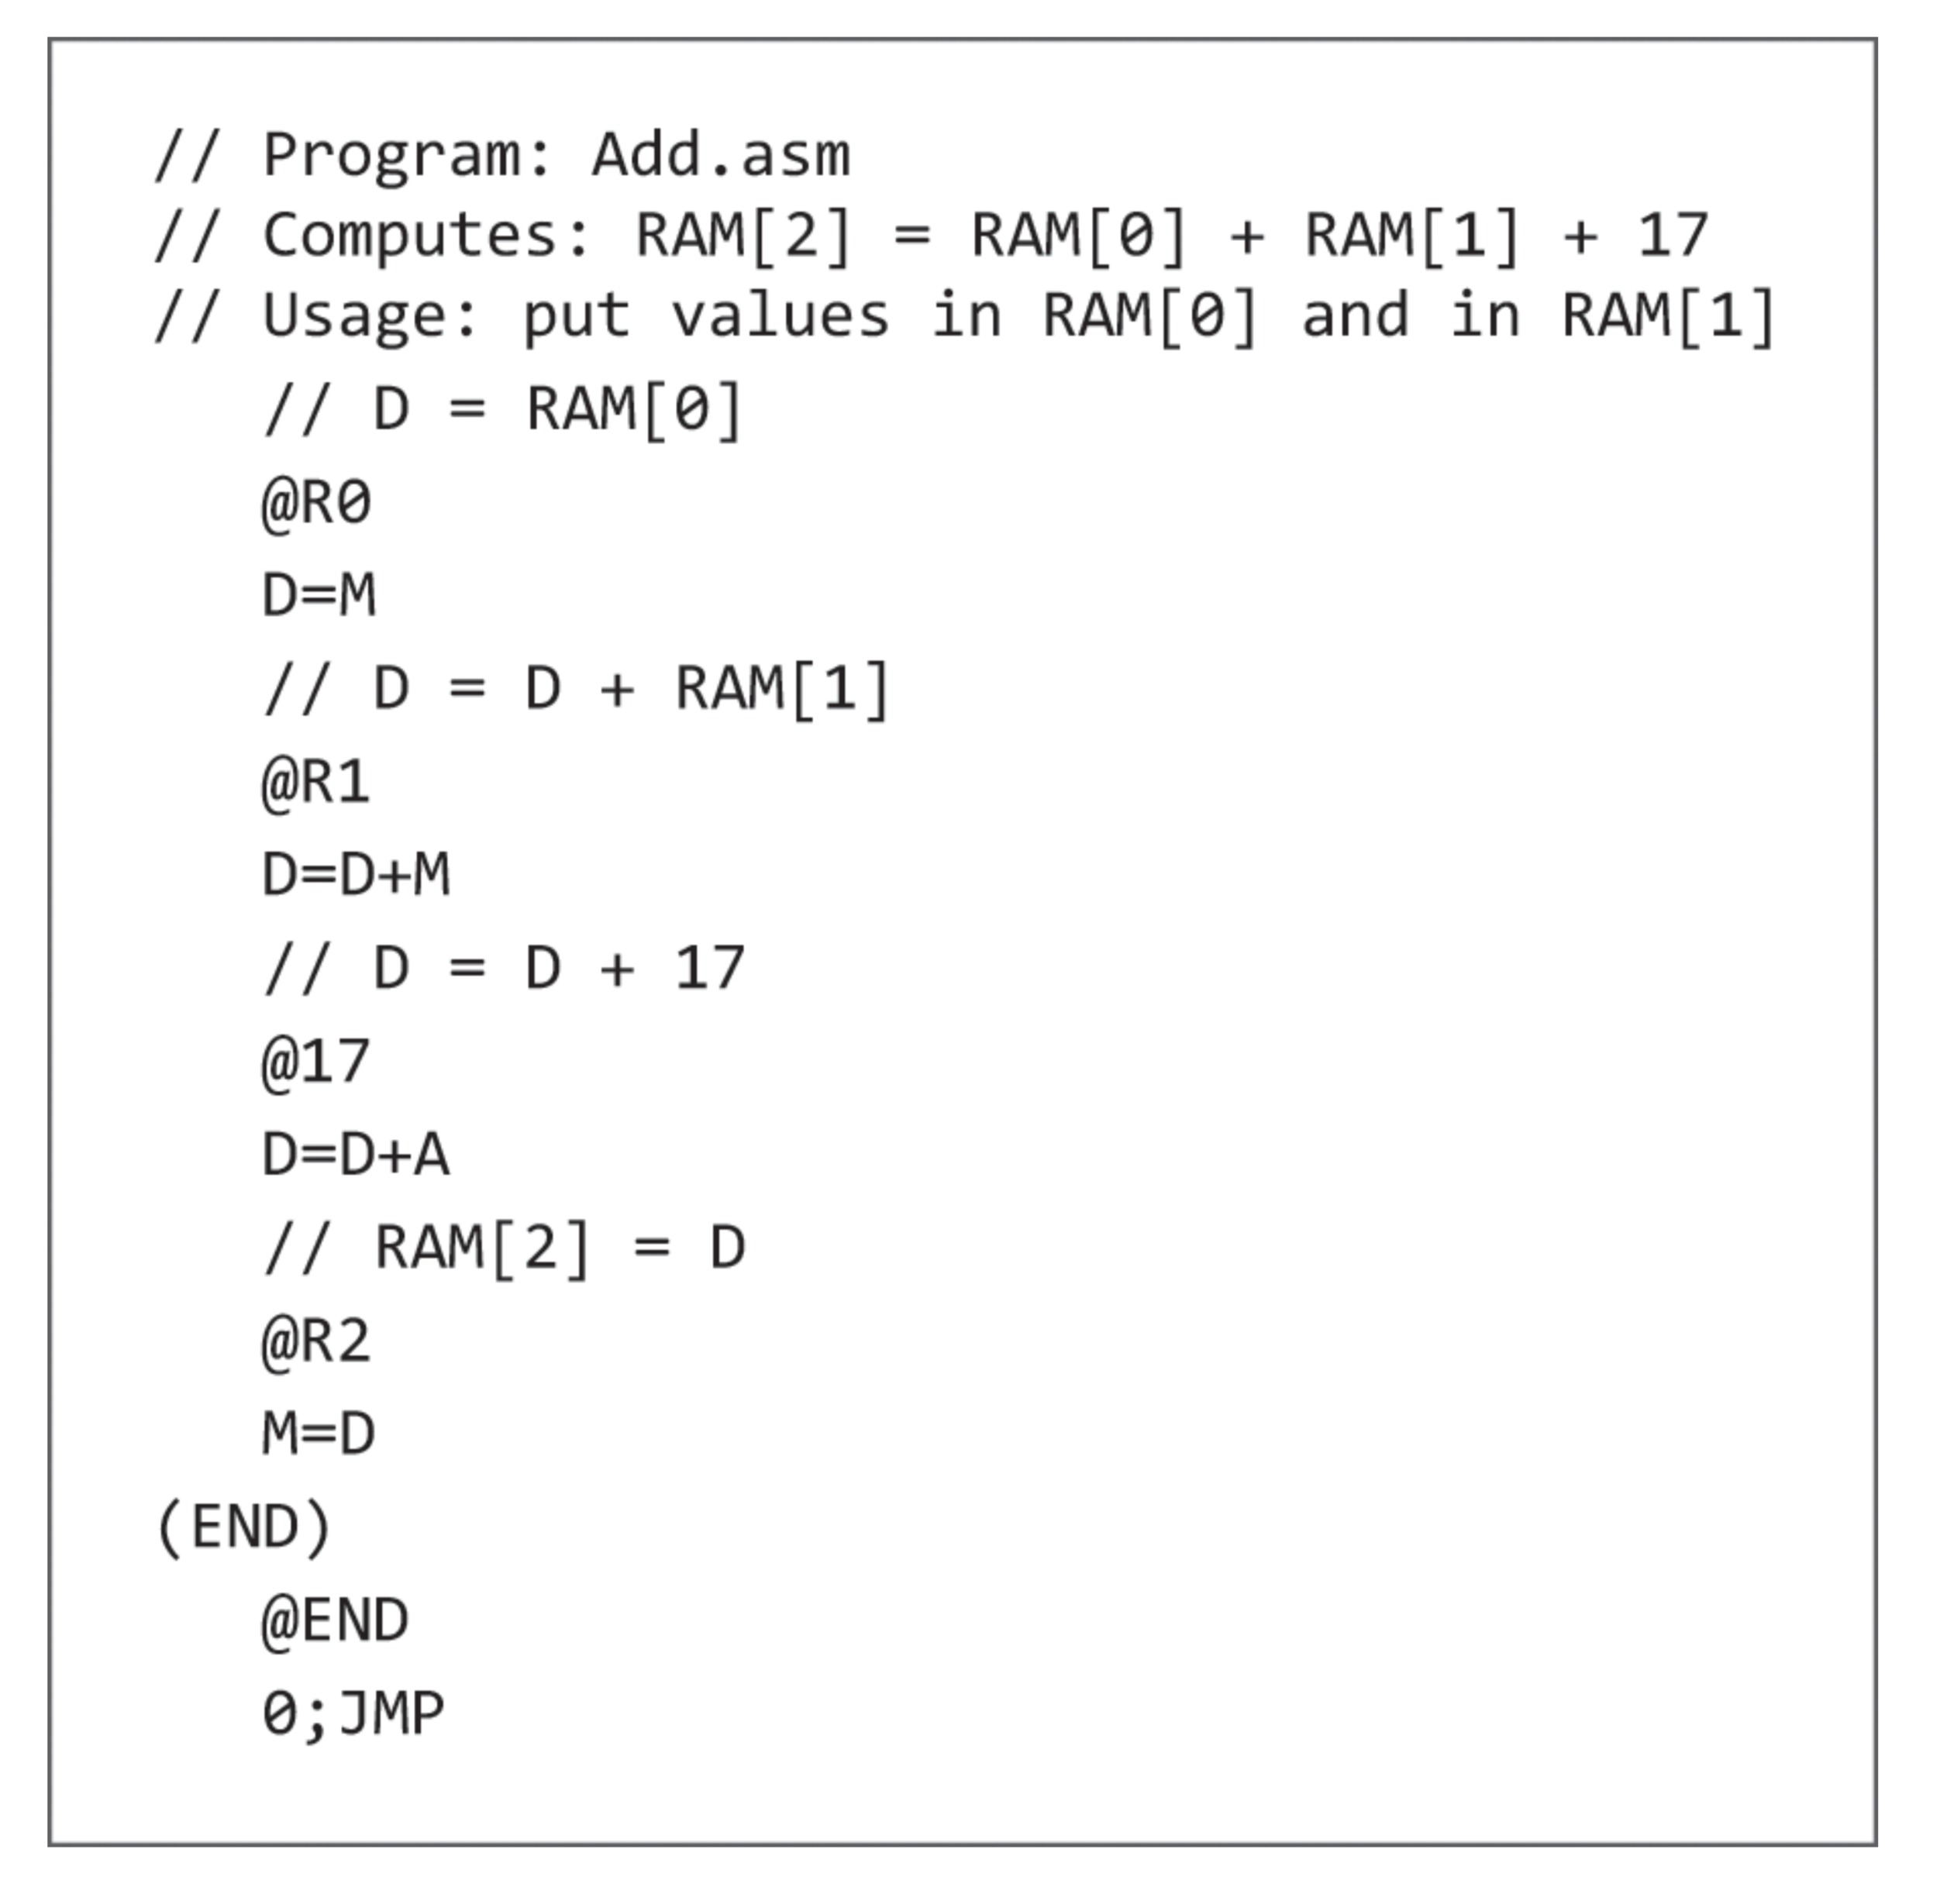 // Program: Add.asm
// Computes: RAM[2] = RAM[0] + RAM[1] + 17
// Usage: put values in RAM[0] and in RAM[1]
// D = RAM[0]
@R0
D=M
// D = D + RAM[1]
@R1
D=D+M
// D = D + 17
@17
D=D+A
// RAM[2] = D
@R2
M=D
(END)
@END
0;JMP